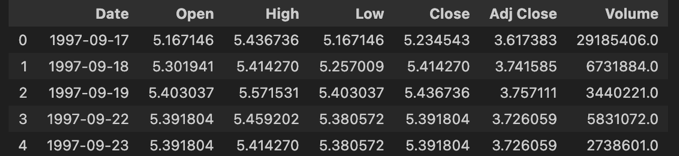 Date Open High Low Close Adj Close Volume
0 1997-09-17 5.167146 5.436736 5.167146 5.234543 3.617383 29185406.0
1 1997-09-18 5.301941 5.414270 5.257009 5.414270 3.741585 6731884.0
2 1997-09-19 5.403037 5.571531 5.403037 5.436736 3.757111 3440221.0
3 1997-09-22 5.391804 5.459202 5.380572 5.391804 3.726059 5831072.0
4 1997-09-23 5.391804 5.414270 5.380572 5.391804 3.726059 2738601.0